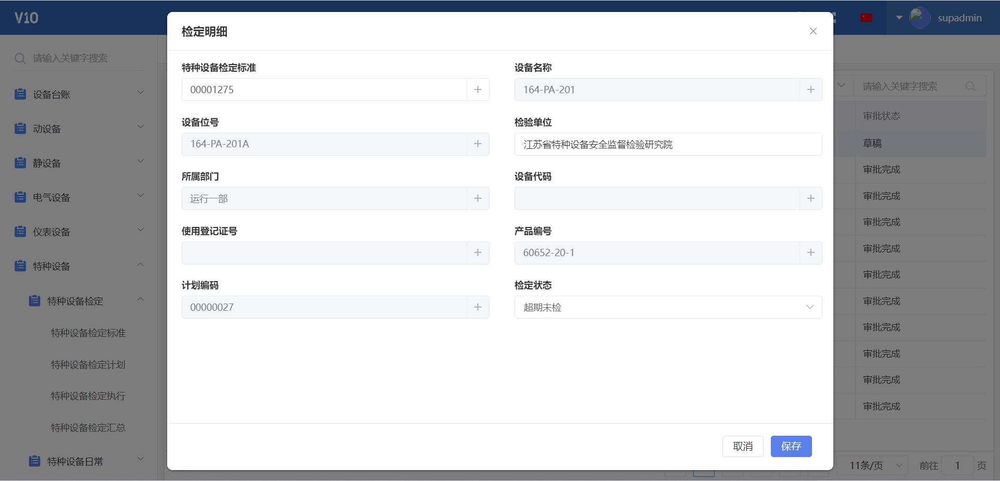 V10
supadmin
请输入关键字搜索
设备台账
动设备
静设备
电气设备
仪表设备
特种设备
特种设备检定
特种设备检定标准
特种设备检定计划
特种设备检定执行
特种设备检定汇总
特种设备日常
检定明细
特种设备检定标准
00001275
设备名称
164-PA-201
设备位号
164-PA-201A
检验单位
江苏省特种设备安全监督检验研究院
所属部门
运行一部
设备代码
使用登记证号
产品编号
60652-20-1
计划编码
00000027
检定状态
超期未检
取消
保存
请输入关键字搜索
审批状态
草稿
审批完成
审批完成
审批完成
审批完成
审批完成
审批完成
审批完成
审批完成
审批完成
审批完成
11条/页
前往 1 页